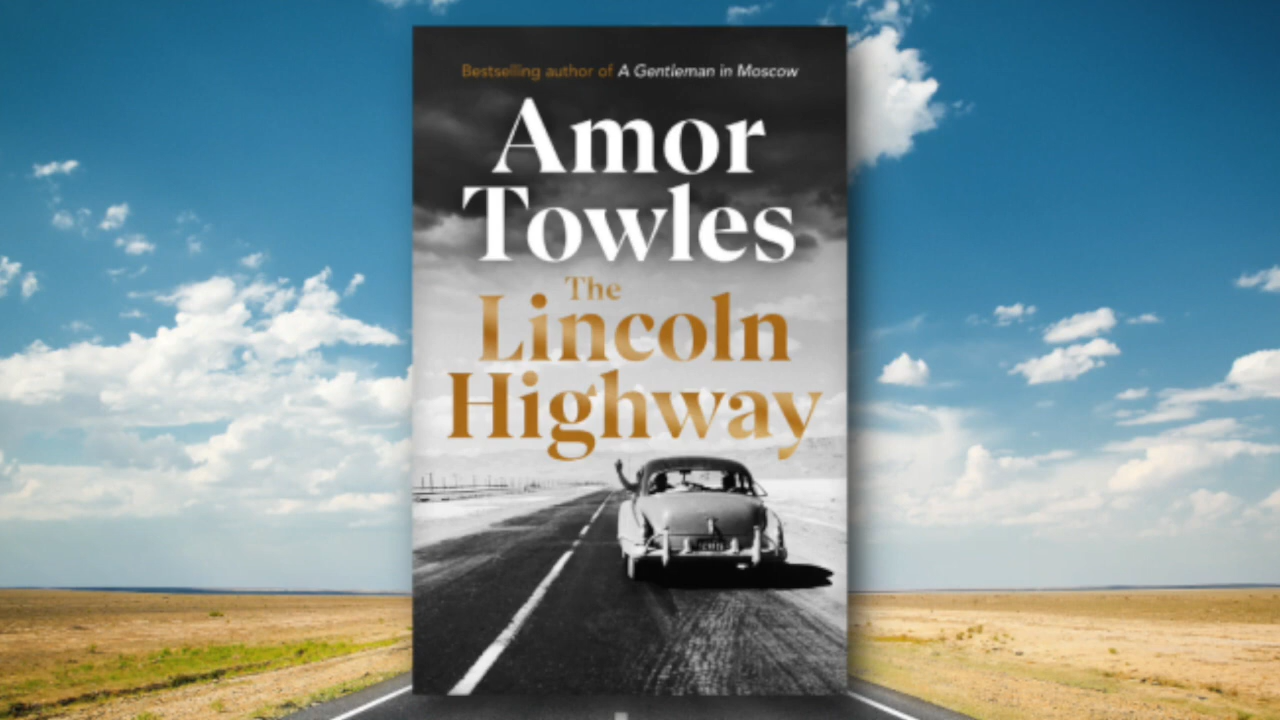 Bestselling author of A Gentleman in Moscow
Amor
Towles
The
Lincoln
Highway